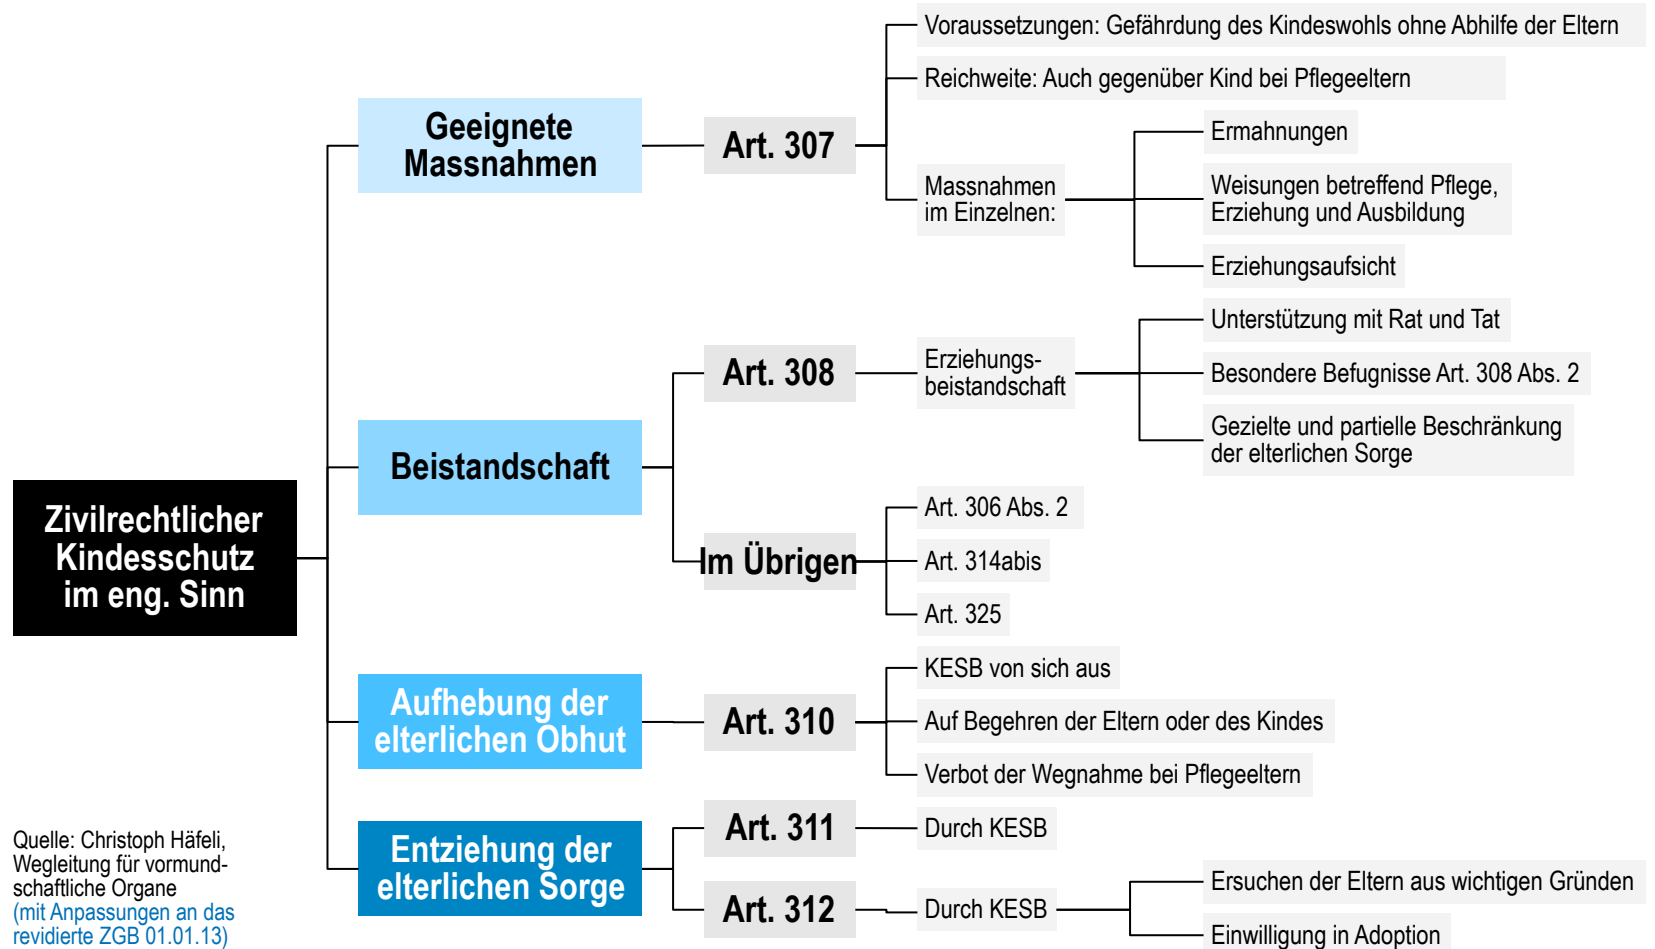 Zivilrechtlicher
Kindesschutz
im eng. Sinn
Geeignete
Massnahmen
Art. 307
Voraussetzungen: Gefährdung des Kindeswohls ohne Abhilfe der Eltern
Reichweite: Auch gegenüber Kind bei Pflegeeltern
Massnahmen
im Einzelnen:
Ermahnungen
Weisungen betreffend Pflege,
Erziehung und Ausbildung
Erziehungsaufsicht
Beistandschaft
Art. 308
Erziehungs-
beistandschaft
Unterstützung mit Rat und Tat
Besondere Befugnisse Art. 308 Abs. 2
Gezielte und partielle Beschränkung
der elterlichen Sorge
Im Übrigen
Art. 306 Abs. 2
Art. 314abis
Art. 325
Aufhebung der
elterlichen Obhut
Art. 310
KESB von sich aus
Auf Begehren der Eltern oder des Kindes
Verbot der Wegnahme bei Pflegeeltern
Entziehung der
elterlichen Sorge
Art. 311
Durch KESB
Art. 312
Durch KESB
Ersuchen der Eltern aus wichtigen Gründen
Einwilligung in Adoption
Quelle: Christoph Häfeli,
Wegleitung für vormund-
schaftliche Organe
(mit Anpassungen an das
revidierte ZGB 01.01.13)